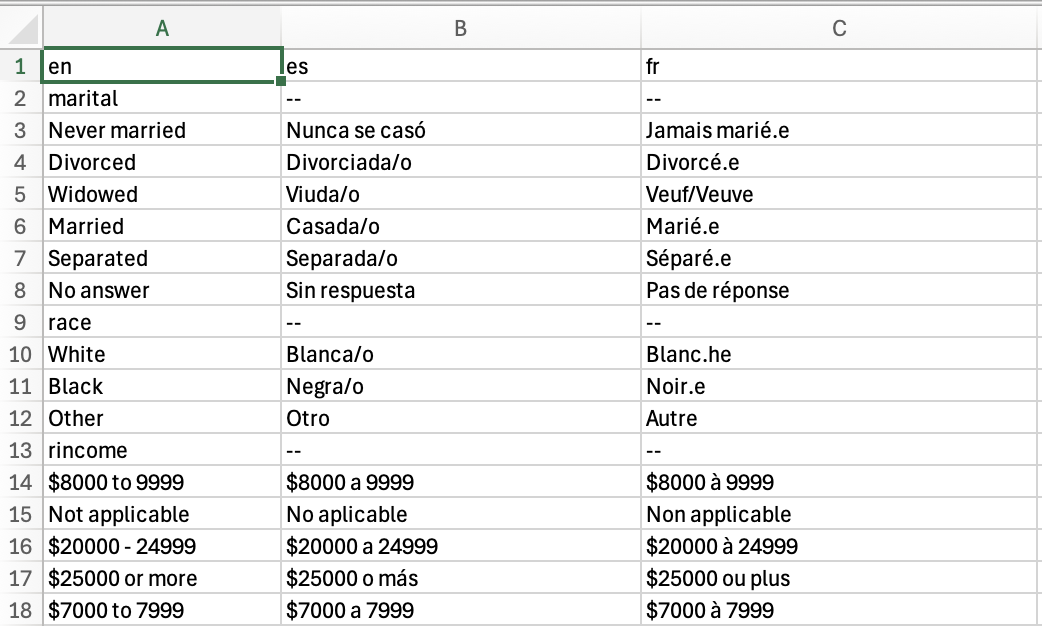 A B C
1 en es fr
2 marital -- --
3 Never married Nunca se casó Jamais marié.e
4 Divorced Divorciada/o Divorcé.e
5 Widowed Viuda/o Veuf/Veuve
6 Married Casada/o Marié.e
7 Separated Separada/o Séparé.e
8 No answer Sin respuesta Pas de réponse
9 race -- --
10 White Blanca/o Blanc.he
11 Black Negra/o Noir.e
12 Other Otro Autre
13 rincome -- --
14 $8000 to 9999 $8000 a 9999 $8000 à 9999
15 Not applicable No aplicable Non applicable
16 $20000 - 24999 $20000 a 24999 $20000 à 24999
17 $25000 or more $25000 o más $25000 ou plus
18 $7000 to 7999 $7000 a 7999 $7000 à 7999